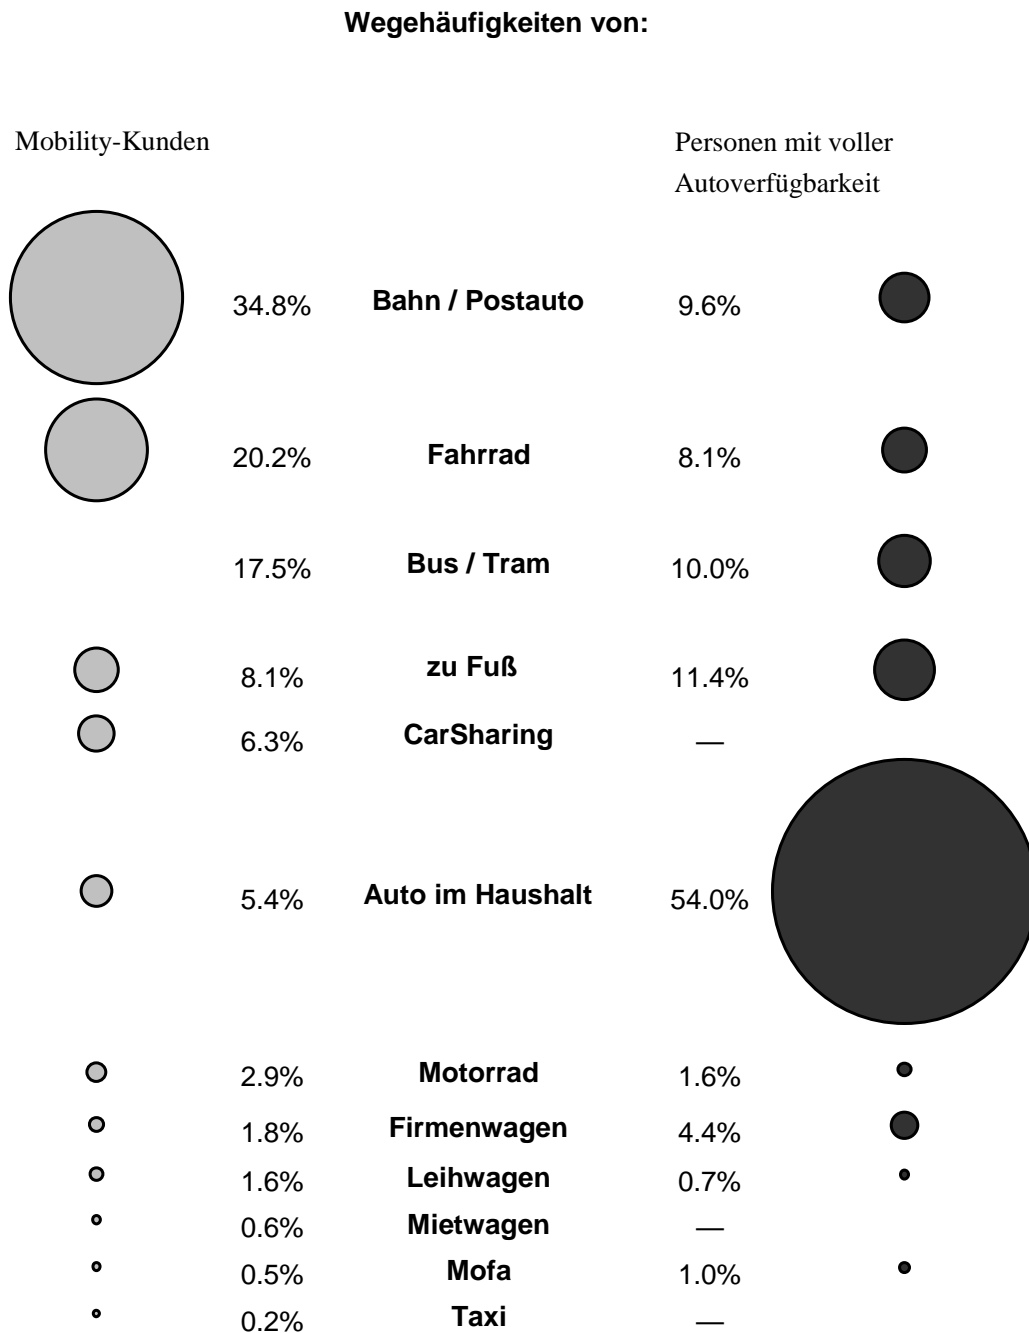 Wegehäufigkeiten von:
Mobility-Kunden
Personen mit voller
Autoverfügbarkeit
34.8% Bahn / Postauto 9.6%
20.2% Fahrrad 8.1%
17.5% Bus / Tram 10.0%
8.1% zu Fuß 11.4%
6.3% CarSharing —
5.4% Auto im Haushalt 54.0%
2.9% Motorrad 1.6%
1.8% Firmenwagen 4.4%
1.6% Leihwagen 0.7%
0.6% Mietwagen —
0.5% Mofa 1.0%
0.2% Taxi —